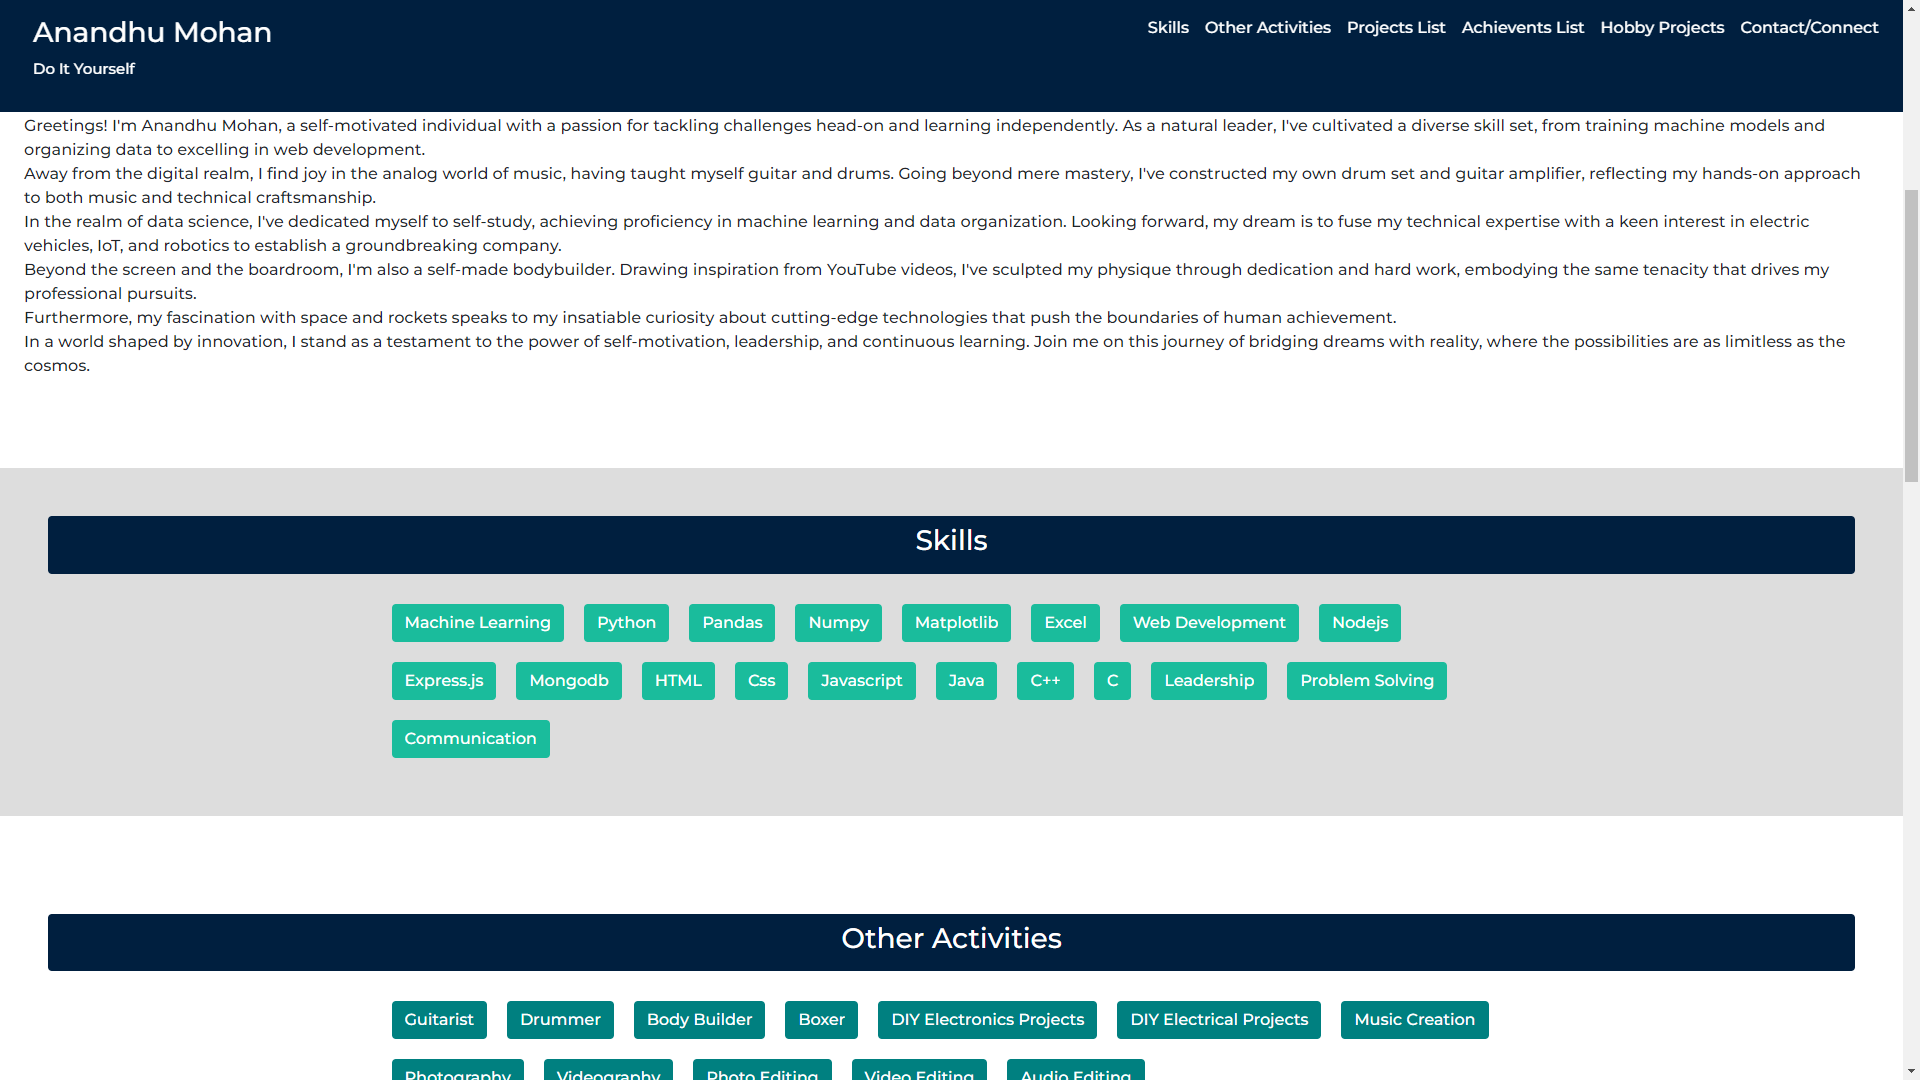 Anandhu Mohan
Do It Yourself
Skills Other Activities Projects List Achievents List Hobby Projects Contact/Connect
Greetings! I'm Anandhu Mohan, a self-motivated individual with a passion for tackling challenges head-on and learning independently. As a natural leader, I've cultivated a diverse skill set, from training machine models and
organizing data to excelling in web development.
Away from the digital realm, I find joy in the analog world of music, having taught myself guitar and drums. Going beyond mere mastery, I've constructed my own drum set and guitar amplifier, reflecting my hands-on approach
to both music and technical craftsmanship.
In the realm of data science, I've dedicated myself to self-study, achieving proficiency in machine learning and data organization. Looking forward, my dream is to fuse my technical expertise with a keen interest in electric
vehicles, IoT, and robotics to establish a groundbreaking company.
Beyond the screen and the boardroom, I'm also a self-made bodybuilder. Drawing inspiration from YouTube videos, I've sculpted my physique through dedication and hard work, embodying the same tenacity that drives my
professional pursuits.
Furthermore, my fascination with space and rockets speaks to my insatiable curiosity about cutting-edge technologies that push the boundaries of human achievement.
In a world shaped by innovation, I stand as a testament to the power of self-motivation, leadership, and continuous learning. Join me on this journey of bridging dreams with reality, where the possibilities are as limitless as the
cosmos.
Skills
Machine Learning Python Pandas Numpy Matplotlib Excel Web Development Nodejs
Express.js Mongodb HTML Css Javascript Java C++ C Leadership Problem Solving
Communication
Other Activities
Guitarist Drummer Body Builder Boxer DIY Electronics Projects DIY Electrical Projects Music Creation
Photography Videography Photo Editing Video Editing Audio Editing